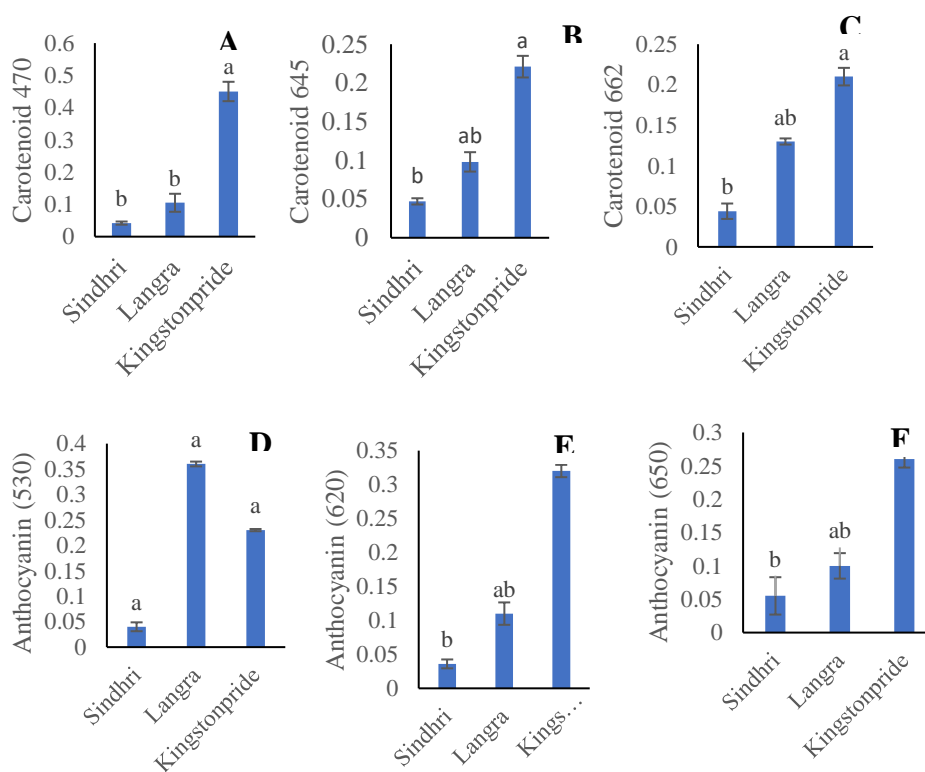 A
Carotenoid 470
0.6
0.5
0.4
0.3
0.2
0.1
0
b
b
a
Sindhri
Langra
Kingstonpride
B
Carotenoid 645
0.25
0.2
0.15
0.1
0.05
0
b
ab
a
Sindhri
Langra
Kingstonpride
C
Carotenoid 662
0.25
0.2
0.15
0.1
0.05
0
b
ab
a
Sindhri
Langra
Kingstonpride
D
Anthocyanin (530)
0.4
0.35
0.3
0.25
0.2
0.15
0.1
0.05
0
a
a
a
Sindhri
Langra
Kingstonpride
E
Anthocyanin (620)
0.35
0.3
0.25
0.2
0.15
0.1
0.05
0
b
ab
Sindhri
Langra
Kings…
Anthocyanin (650)
0.3
0.25
0.2
0.15
0.1
0.05
0
b
ab
Sindhri
Langra
Kingstonpride